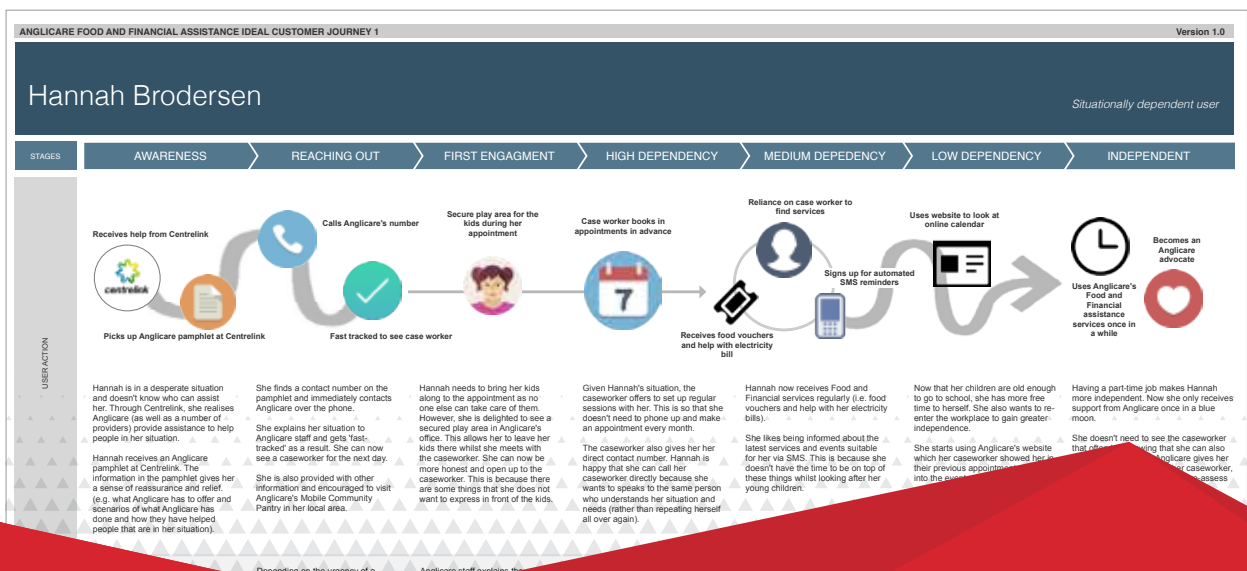 ANGLICARE FOOD AND FINANCIAL ASSISTANCE IDEAL CUSTOMER JOURNEY 1
Version 1.0
Hannah Brodersen
Situationally dependent user
STAGES
AWARENESS
REACHING OUT
FIRST ENGAGMENT
HIGH DEPENDENCY
MEDIUM DEPEDENCY
LOW DEPENDENCY
INDEPENDENT
USER ACTION
Receives help from Centrelink
centrelink
Picks up Anglicare pamphlet at Centrelink
Calls Anglicare's number
Fast tracked to see case worker
Secure play area for the
kids during her
appointment
Case worker books in
appointments in advance
7
Reliance on case worker to
find services
Receives food vouchers
and help with electricity
bill
Signs up for automated
SMS reminders
Uses website to look at
online calendar
Uses Anglicare's
Food and
Financial
assistance
services once in
a while
Becomes an
Anglicare
advocate
Hannah is in a desperate situation
and doesn't know who can assist
her. Through Centrelink, she realises
Anglicare (as well as a number of
providers) provide assistance to help
people in her situation.
Hannah receives an Anglicare
pamphlet at Centrelink. The
information in the pamphlet gives her
a sense of reassurance and relief.
(e.g. what Anglicare has to offer and
scenarios of what Anglicare has
done and how they have helped
people that are in her situation).
She finds a contact number on the
pamphlet and immediately contacts
Anglicare over the phone.
She explains her situation to
Anglicare staff and gets 'fast-
tracked' as a result. She can now
see a caseworker for the next day.
She is also provided with other
information and encouraged to visit
Anglicare's Mobile Community
Pantry in her local area.
Hannah needs to bring her kids
along to the appointment as no
one else can take care of them.
However, she is delighted to see a
secured play area in Anglicare's
office. This allows her to leave her
kids there whilst she meets with
the caseworker. She can now be
more honest and open up to the
caseworker. This is because there
are some things that she does not
want to express in front of the kids.
Given Hannah's situation, the
caseworker offers to set up regular
sessions with her. This is so that she
doesn't need to phone up and make
an appointment every month.
The caseworker also gives her her
direct contact number. Hannah is
happy that she can call her
caseworker directly because she
wants to speaks to the same person
who understands her situation and
needs (rather than repeating herself
all over again).
Hannah now receives Food and
Financial services regularly (i.e. food
vouchers and help with her electricity
bills).
She likes being informed about the
latest services and events suitable
for her via SMS. This is because she
doesn't have the time to be on top of
these things whilst looking after her
young children.
Now that her children are old enough
to go to school, she has more free
time to herself. She also wants to re-
enter the workplace to gain greater
independence.
She starts using Anglicare's website
which her caseworker showed her in
their previous
into the
Having a part-time job makes Hannah
more independent. Now she only receives
support from Anglicare once in a blue
moon.
She doesn't need to see the caseworker
that that she can also
Anglicare gives her
caseworker,
Depending on the urgency of a
Anglicare staff explains